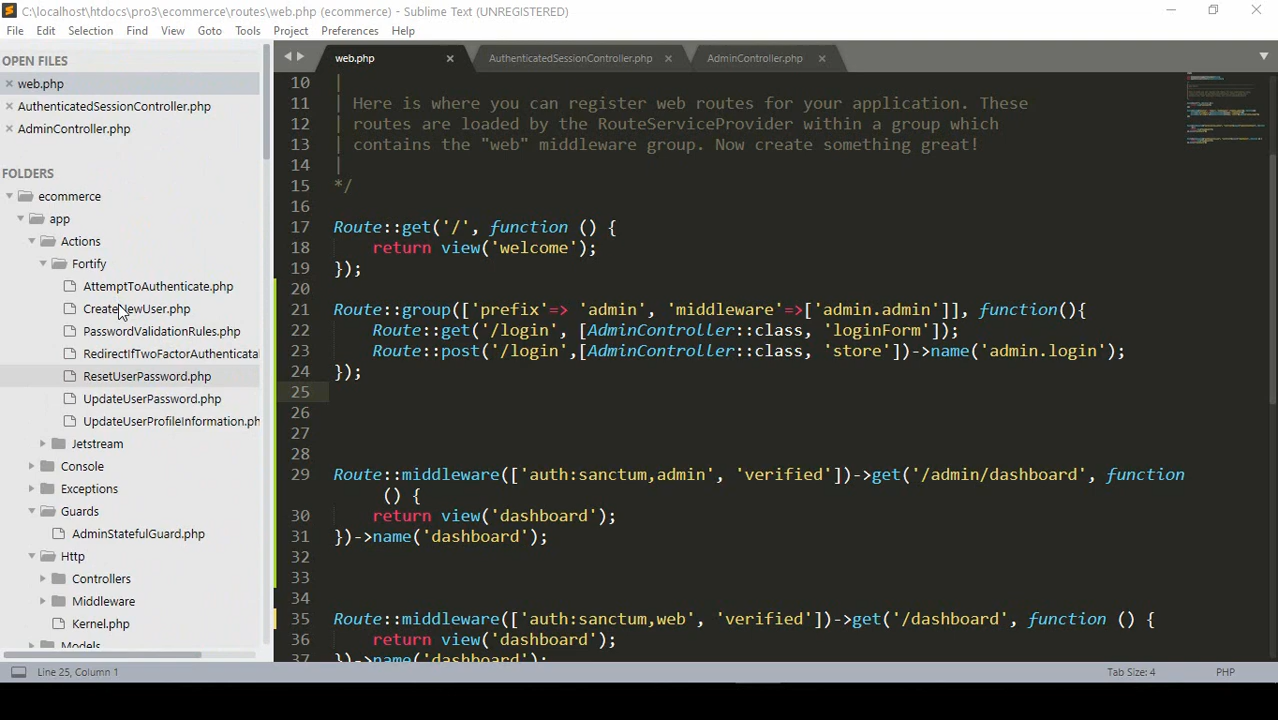 C:\localhost\htdocs\pro3\ecommerce\routes\web.php (ecommerce) - Sublime Text (UNREGISTERED)
File Edit Selection Find View Goto Tools Project Preferences Help
OPEN FILES
web.php
AuthenticatedSessionController.php
AdminController.php
FOLDERS
ecommerce
app
Actions
Fortify
AttemptToAuthenticate.php
CreateNewUser.php
PasswordValidationRules.php
RedirectIfTwoFactorAuthentica
ResetUserPassword.php
UpdateUserPassword.php
UpdateUserProfileInformation.ph
Jetstream
Console
Exceptions
Guards
AdminStatefulGuard.php
Http
Controllers
Middleware
Kernel.php
Models
web.php AuthenticatedSessionController.php AdminController.php
10 |
11 | Here is where you can register web routes for your application. These
12 | routes are loaded by the RouteServiceProvider within a group which
13 | contains the "web" middleware group. Now create something great!
14 |
15 */
16
17 Route::get('/', function () {
18 return view('welcome');
19 });
20
21 Route::group(['prefix'=> 'admin', 'middleware'=>['admin.admin']], function(){
22 Route::get('/login', [AdminController::class, 'loginForm']);
23 Route::post('/login',[AdminController::class, 'store'])->name('admin.login');
24 });
25
26
27
28
29 Route::middleware(['auth:sanctum,admin', 'verified'])->get('/admin/dashboard', function
() {
30 return view('dashboard');
31 })->name('dashboard');
32
33
34
35 Route::middleware(['auth:sanctum,web', 'verified'])->get('/dashboard', function () {
36 return view('dashboard');
37 })->name('dashboard');
Line 25, Column 1 Tab Size: 4 PHP